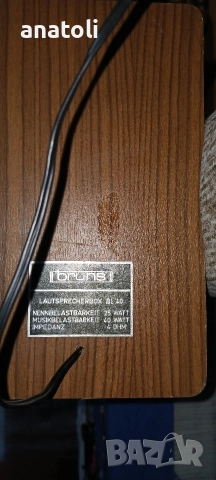 anatoli
bruns
LAUTSPRECHERBOX BL 40
NENNBELASTBARKEIT 25 WATT
MUSIKBELASTBARKEIT 40 WATT
IMPEDANZ 4 OHM
BAZAR